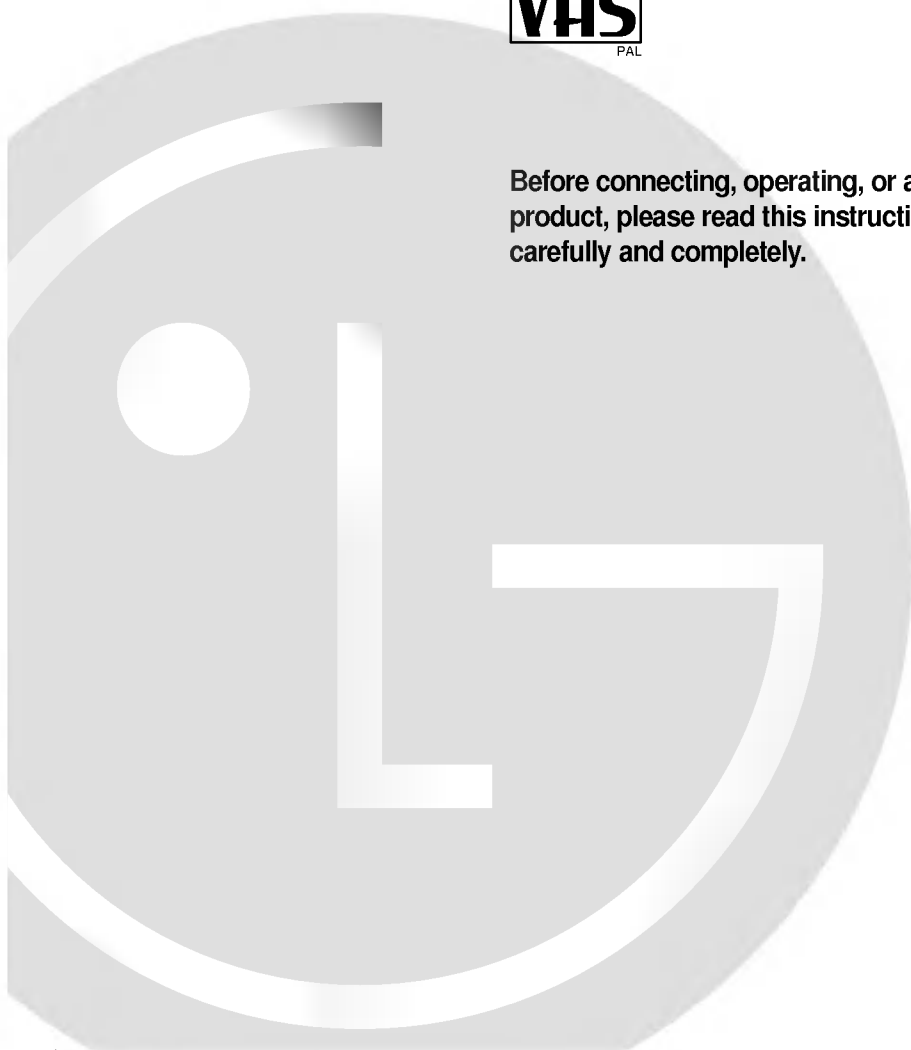 VHS
PAL
Before connecting, operating, or a
product, please read this instructi
carefully and completely.